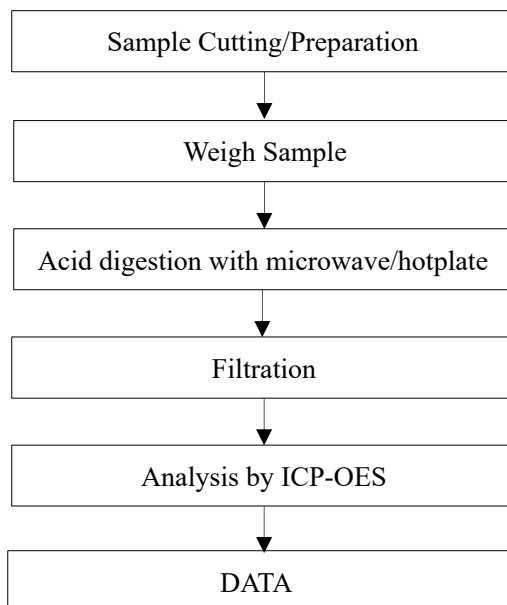 Sample Cutting/Preparation
Weigh Sample
Acid digestion with microwave/hotplate
Filtration
Analysis by ICP-OES
DATA